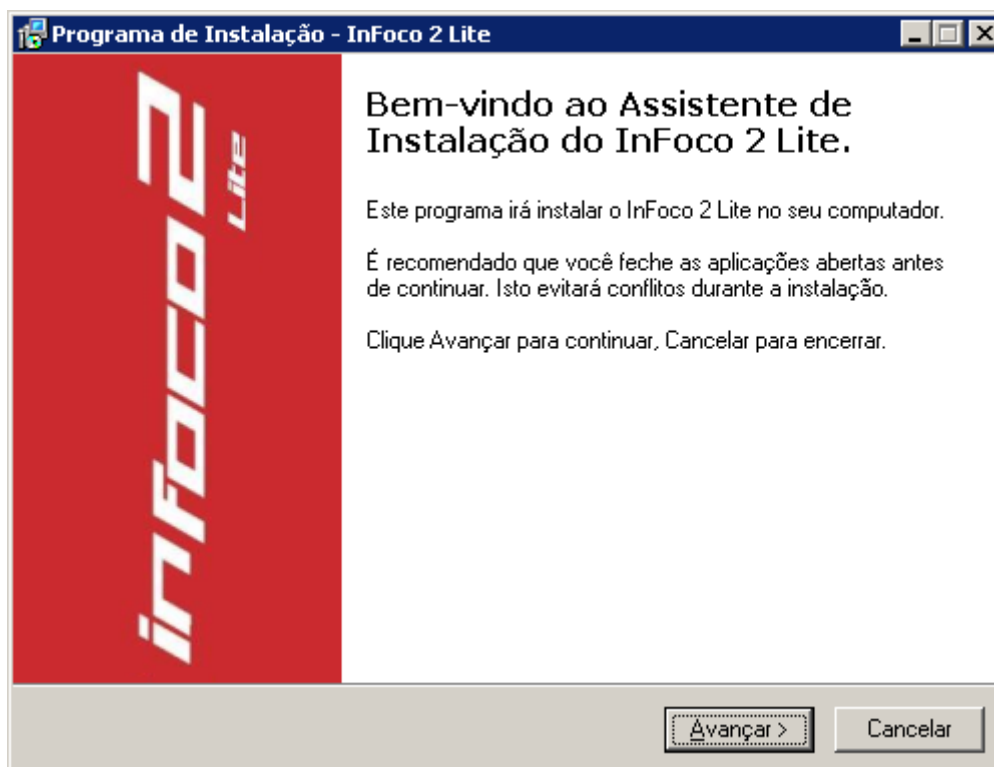 Programa de Instalação - InFoco 2 Lite
infoco2
Lite
Bem-vindo ao Assistente de
Instalação do InFoco 2 Lite.
Este programa irá instalar o InFoco 2 Lite no seu computador.
É recomendado que você feche as aplicações abertas antes
de continuar. Isto evitará conflitos durante a instalação.
Clique Avançar para continuar, Cancelar para encerrar.
Avançar >
Cancelar